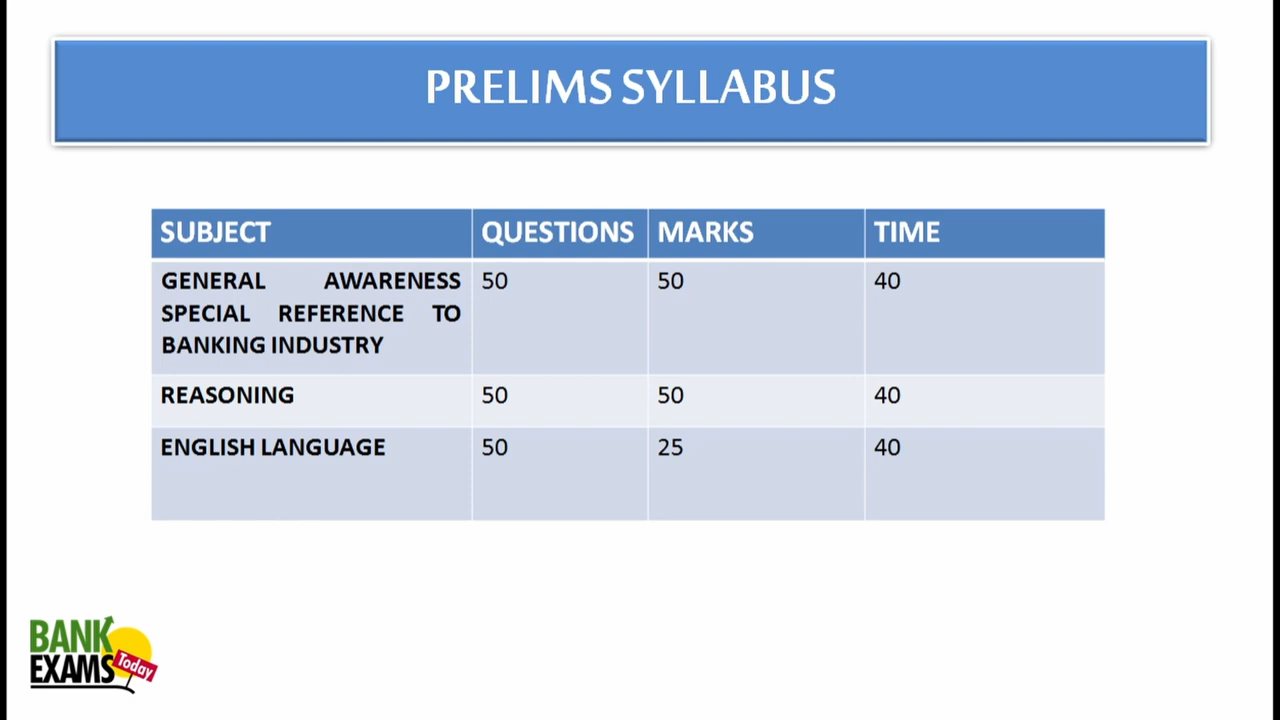 PRELIMS SYLLABUS
SUBJECT QUESTIONS MARKS TIME
GENERAL AWARENESS 50 50 40
SPECIAL REFERENCE TO
BANKING INDUSTRY
REASONING 50 50 40
ENGLISH LANGUAGE 50 25 40
BANK
EXAMS Today